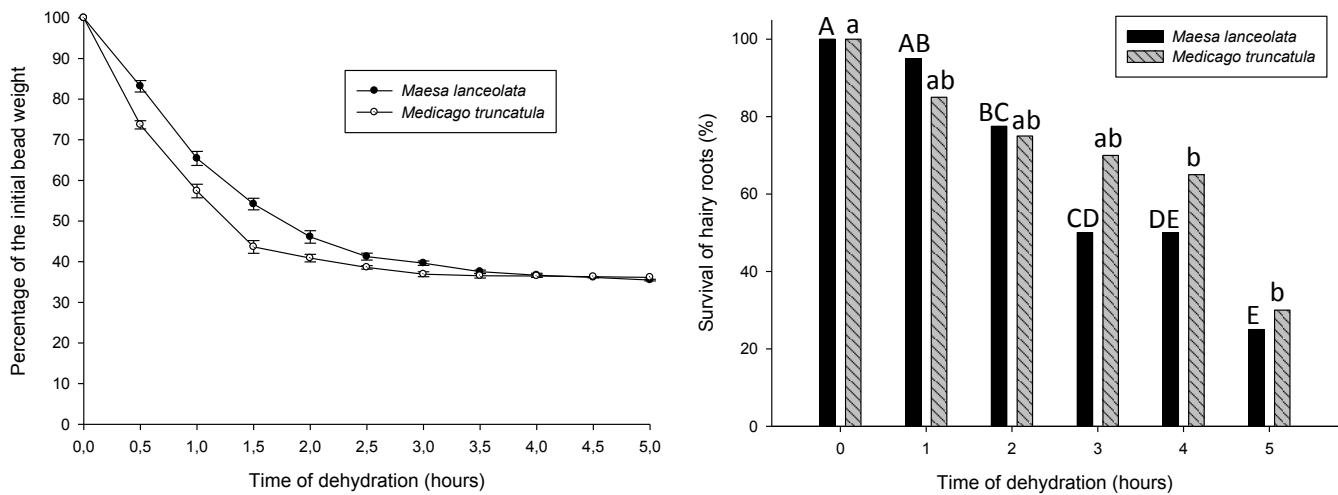 Percentage of the initial bead weight
100
90
80
70
60
50
40
30
20
10
0
Maesa lanceolata
Medicago truncatula
0,0 0,5 1,0 1,5 2,0 2,5 3,0 3,5 4,0 4,5 5,0
Time of dehydration (hours)
Survival of hairy roots (%)
100
80
60
40
20
0
Maesa lanceolata
Medicago truncatula
A a
AB
ab
BC
ab
ab
CD
b
DE
b
E
0 1 2 3 4 5
Time of dehydration (hours)